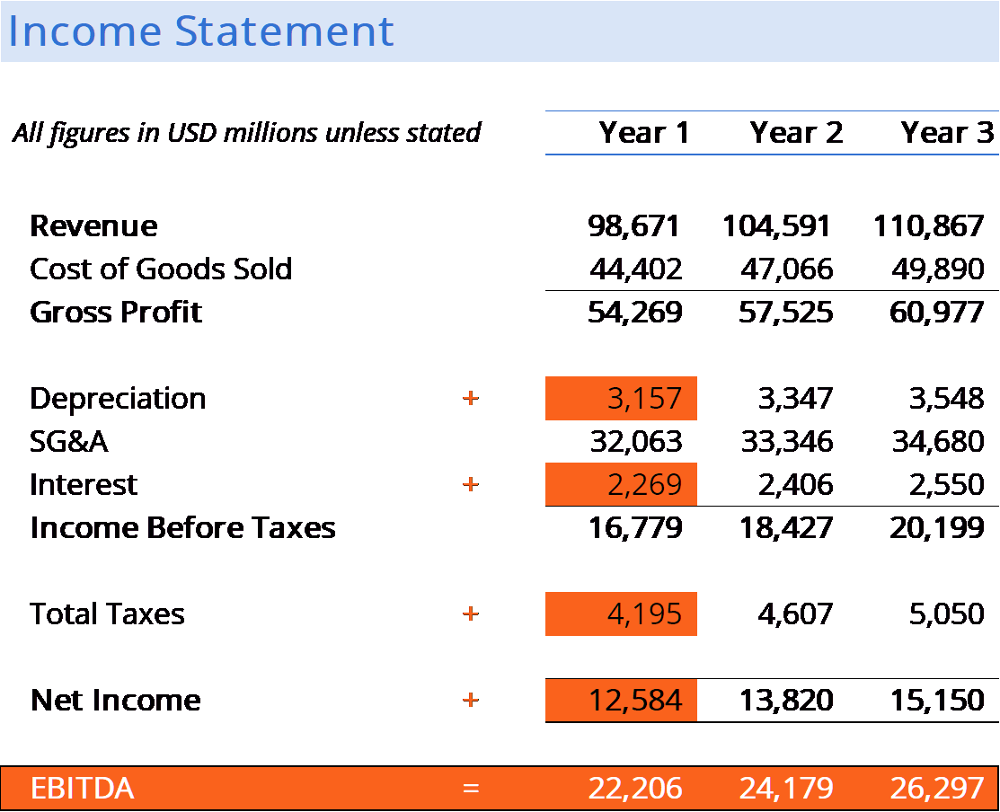 Income Statement
All figures in USD millions unless stated Year 1 Year 2 Year 3
Revenue 98,671 104,591 110,867
Cost of Goods Sold 44,402 47,066 49,890
Gross Profit 54,269 57,525 60,977
Depreciation + 3,157 3,347 3,548
SG&A 32,063 33,346 34,680
Interest + 2,269 2,406 2,550
Income Before Taxes 16,779 18,427 20,199
Total Taxes + 4,195 4,607 5,050
Net Income + 12,584 13,820 15,150
EBITDA = 22,206 24,179 26,297